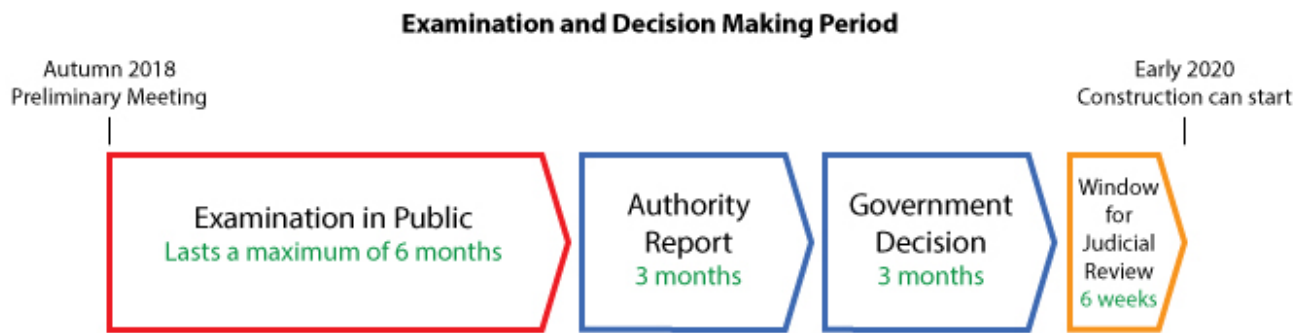 Examination and Decision Making Period
Autumn 2018
Preliminary Meeting
Early 2020
Construction can start
Examination in Public
Lasts a maximum of 6 months
Authority
Report
3 months
Government
Decision
3 months
Window
for
Judicial
Review
6 weeks